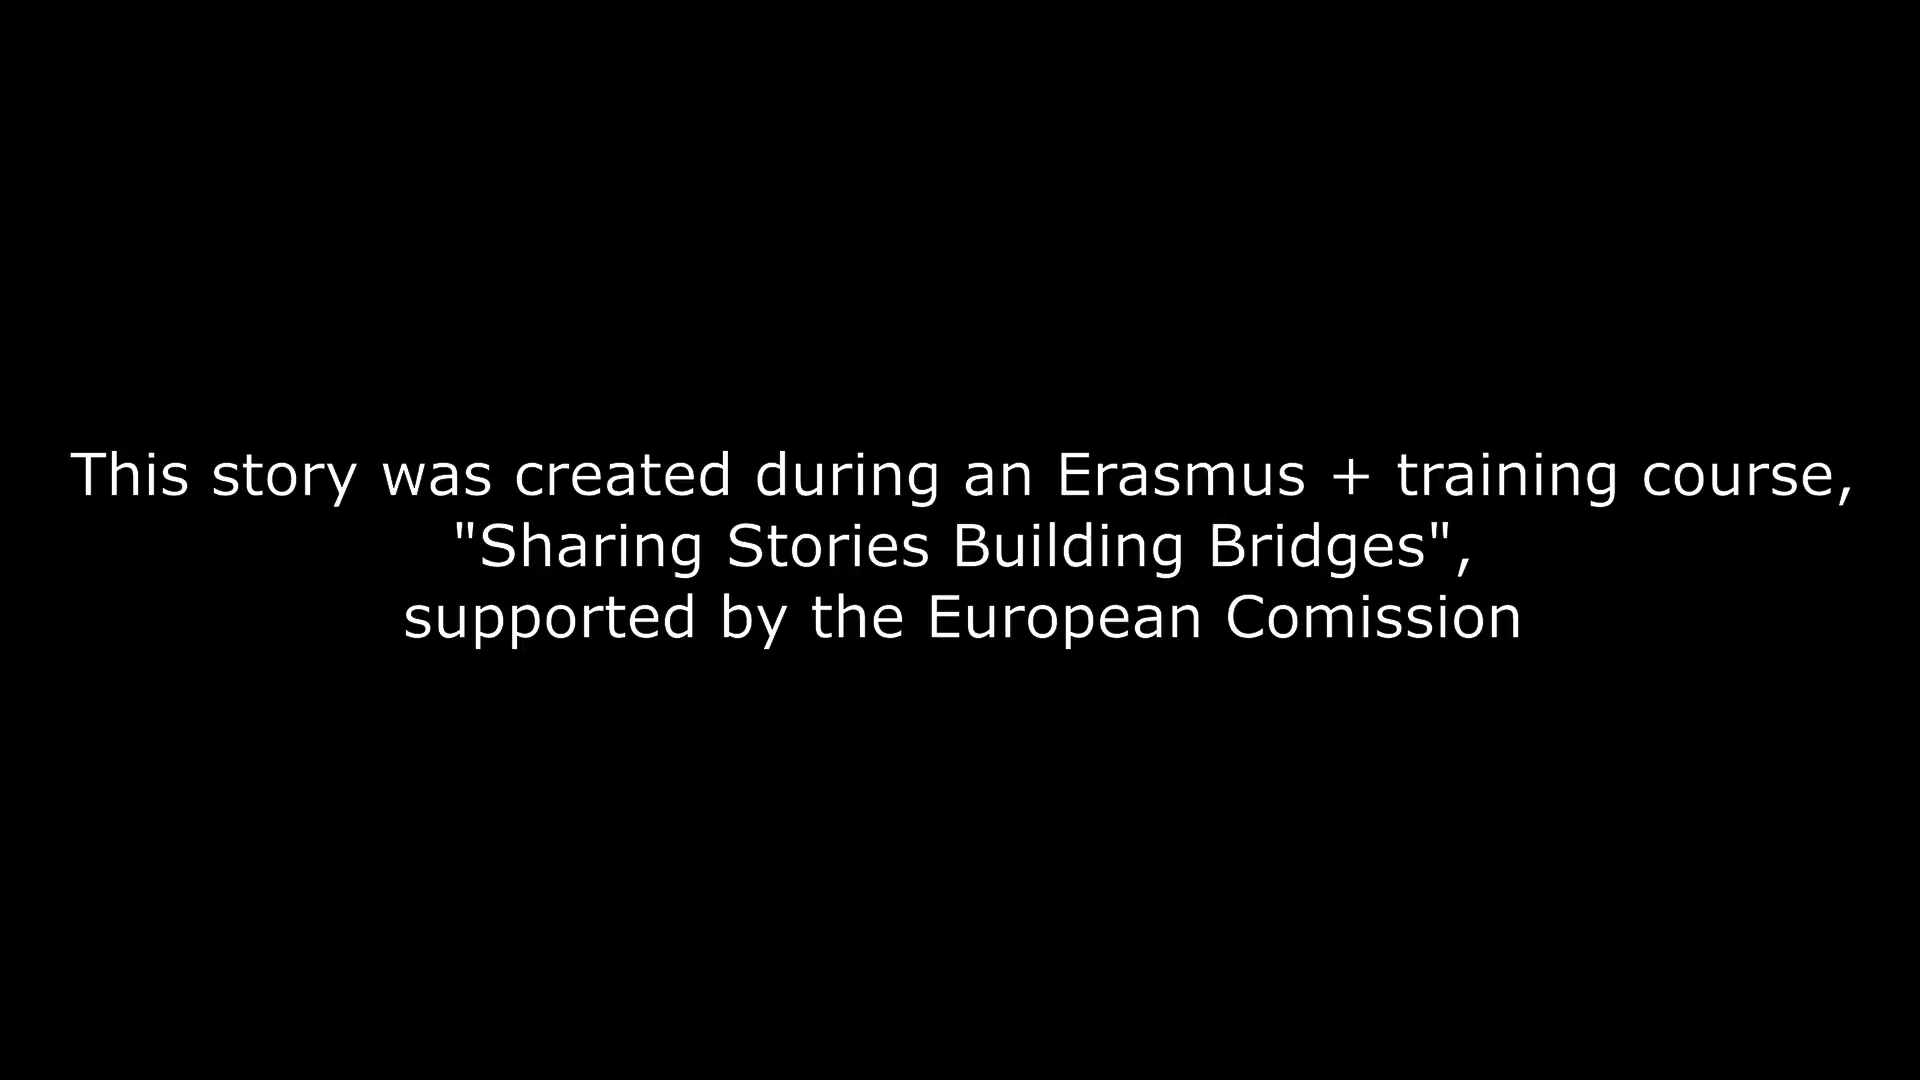 This story was created during an Erasmus + training course,
"Sharing Stories Building Bridges",
supported by the European Comission